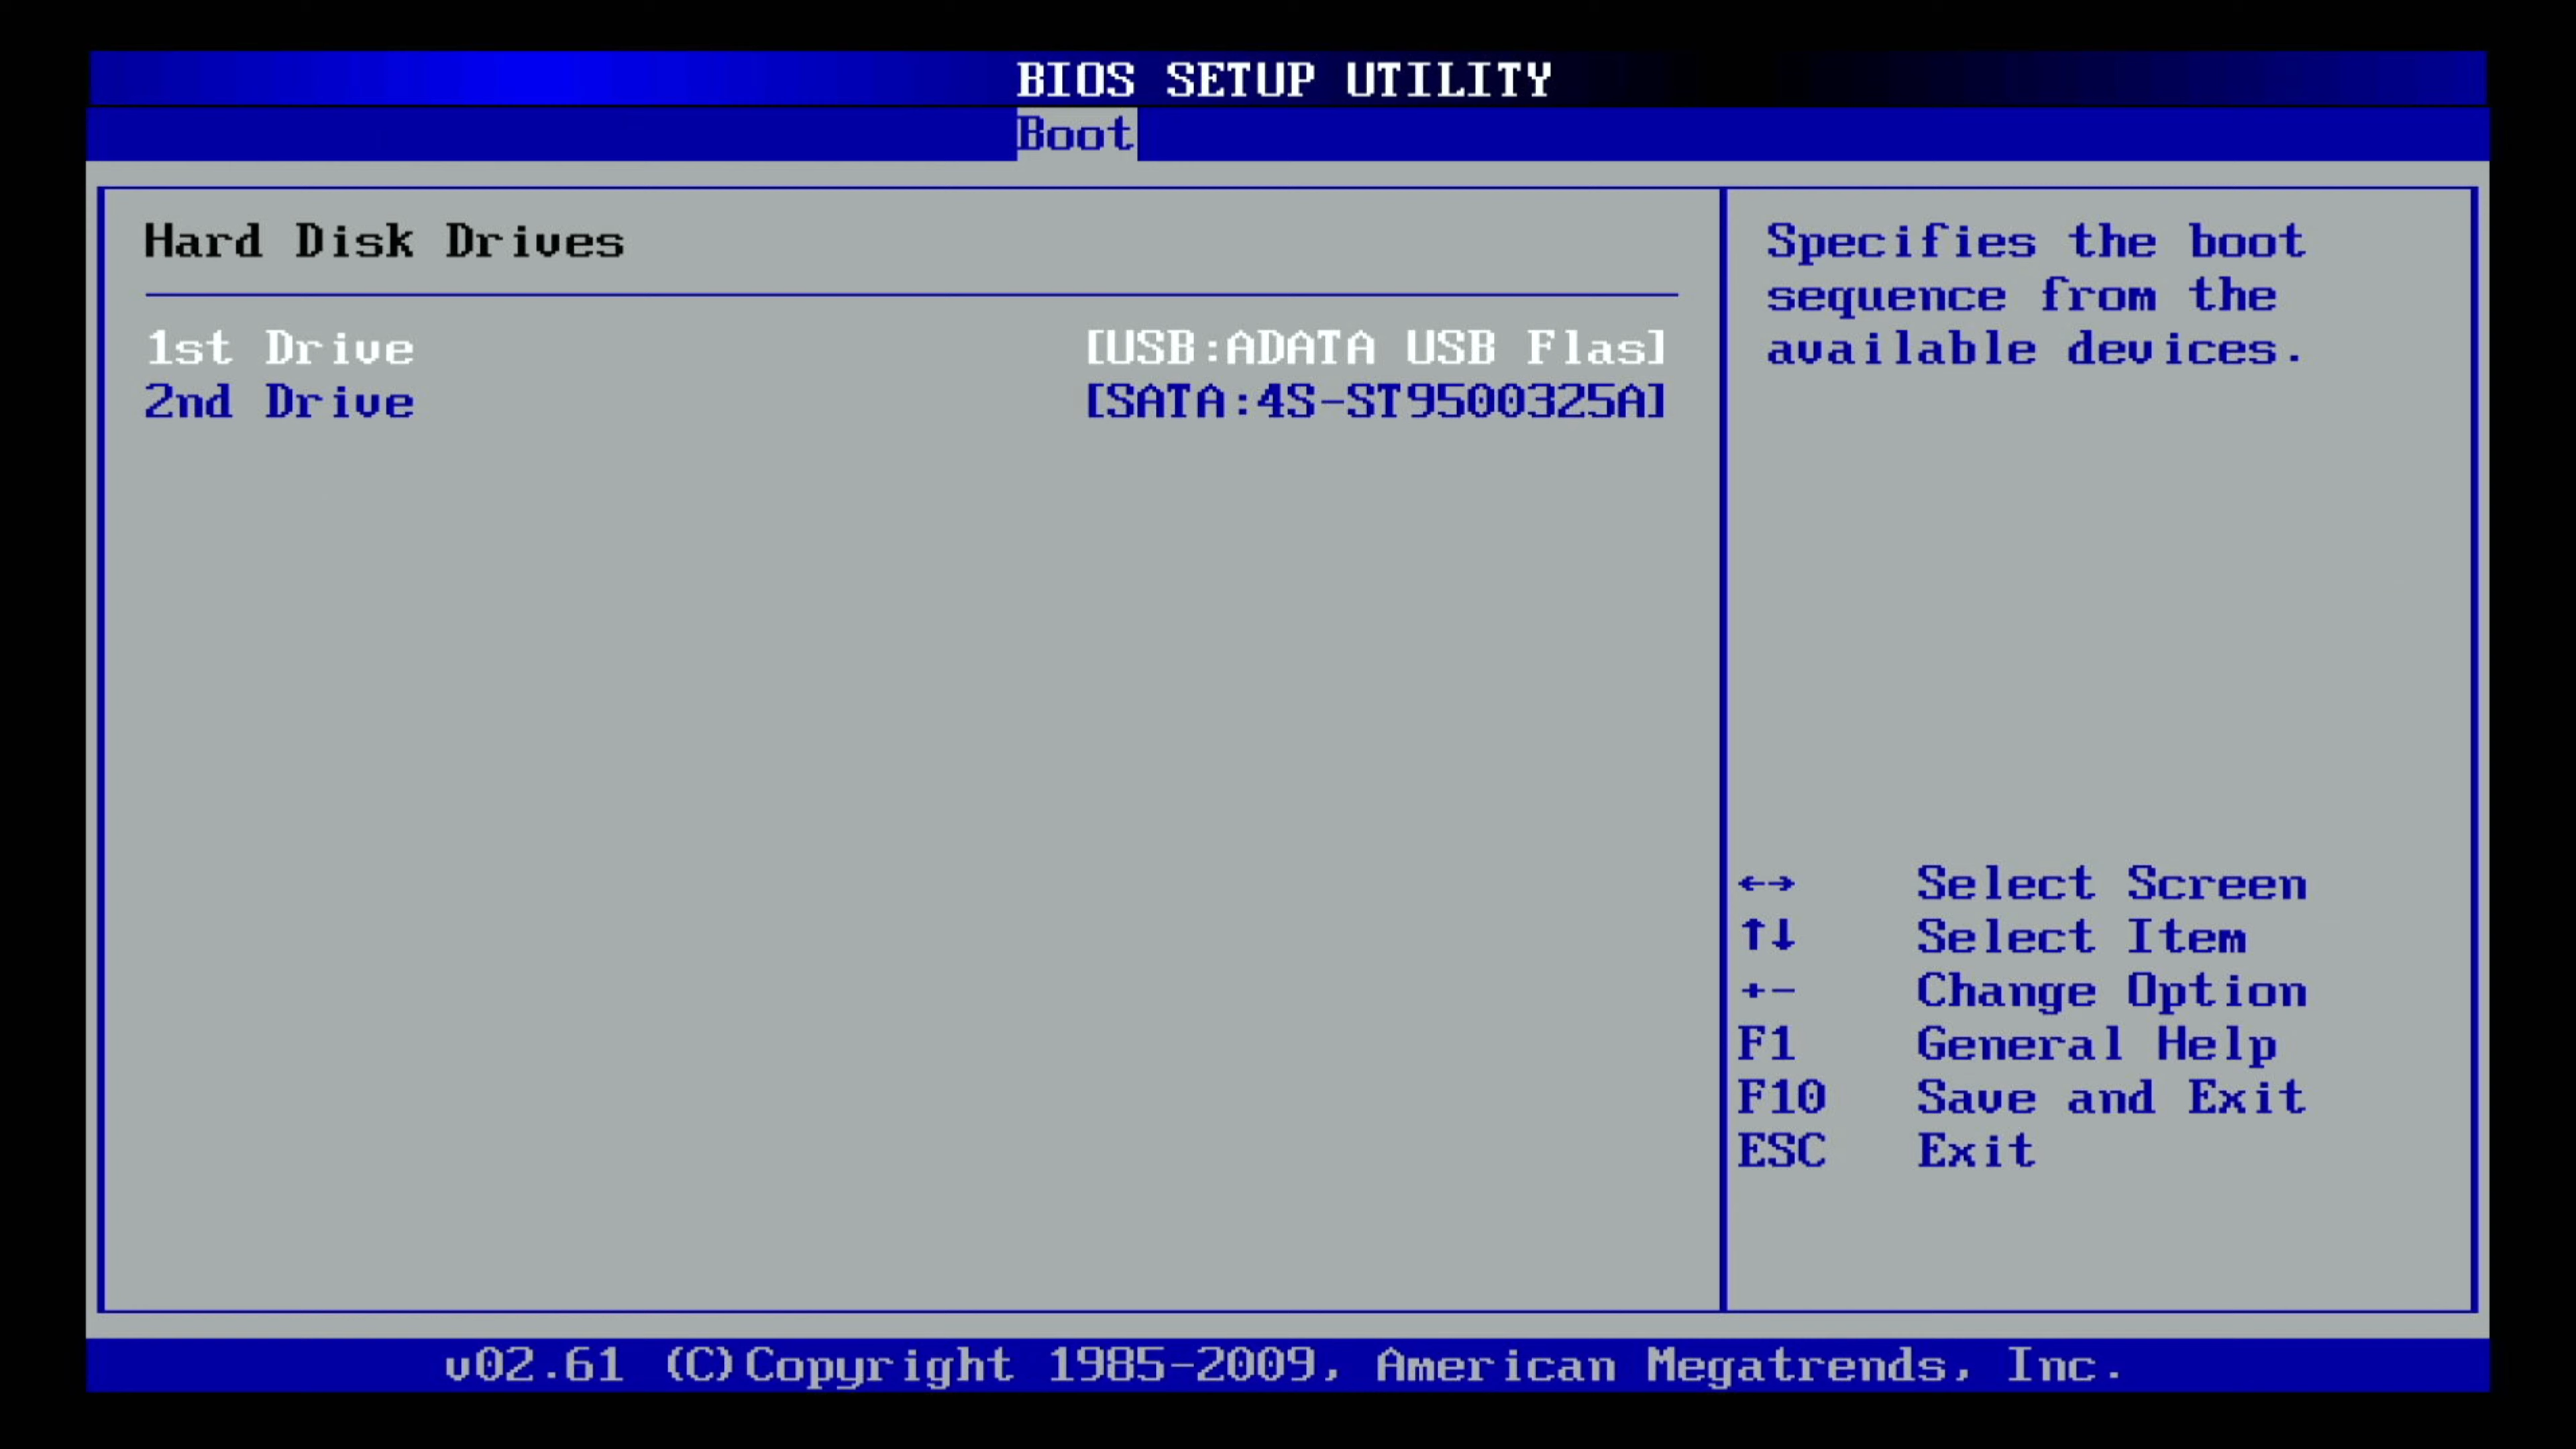 BIOS SETUP UTILITY
Boot
Hard Disk Drives
1st Drive [USB:ADATA USB Flas]
2nd Drive [SATA:4S-ST9500325A]
Specifies the boot
sequence from the
available devices.
←→ Select Screen
↑↓ Select Item
+- Change Option
F1 General Help
F10 Save and Exit
ESC Exit
v02.61 (C)Copyright 1985-2009, American Megatrends, Inc.